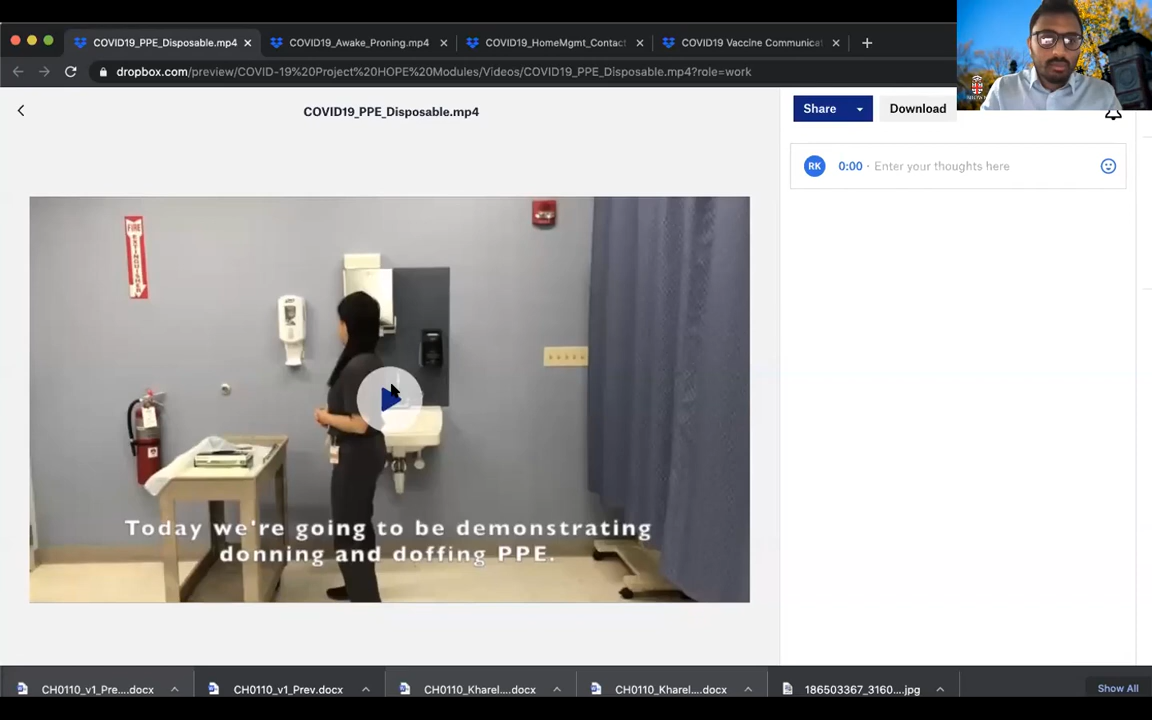 COVID19_PPE_Disposable.mp4
COVID19_Awake_Proning.mp4
COVID19_HomeMgmt_Contact
COVID19 Vaccine Communicat
dropbox.com/preview/COVID-19%20Project%20HOPE%20Modules/Videos/COVID19_PPE_Disposable.mp4?role=work
COVID19_PPE_Disposable.mp4
Share
Download
RK 0:00 · Enter your thoughts here
FIRE
EXTINGUISHER
Today we're going to be demonstrating
donning and doffing PPE.
CH0110_v1_Pre....docx
CH0110_v1_Prev.docx
CH0110_Kharel....docx
CH0110_Kharel....docx
186503367_3160....jpg
Show All